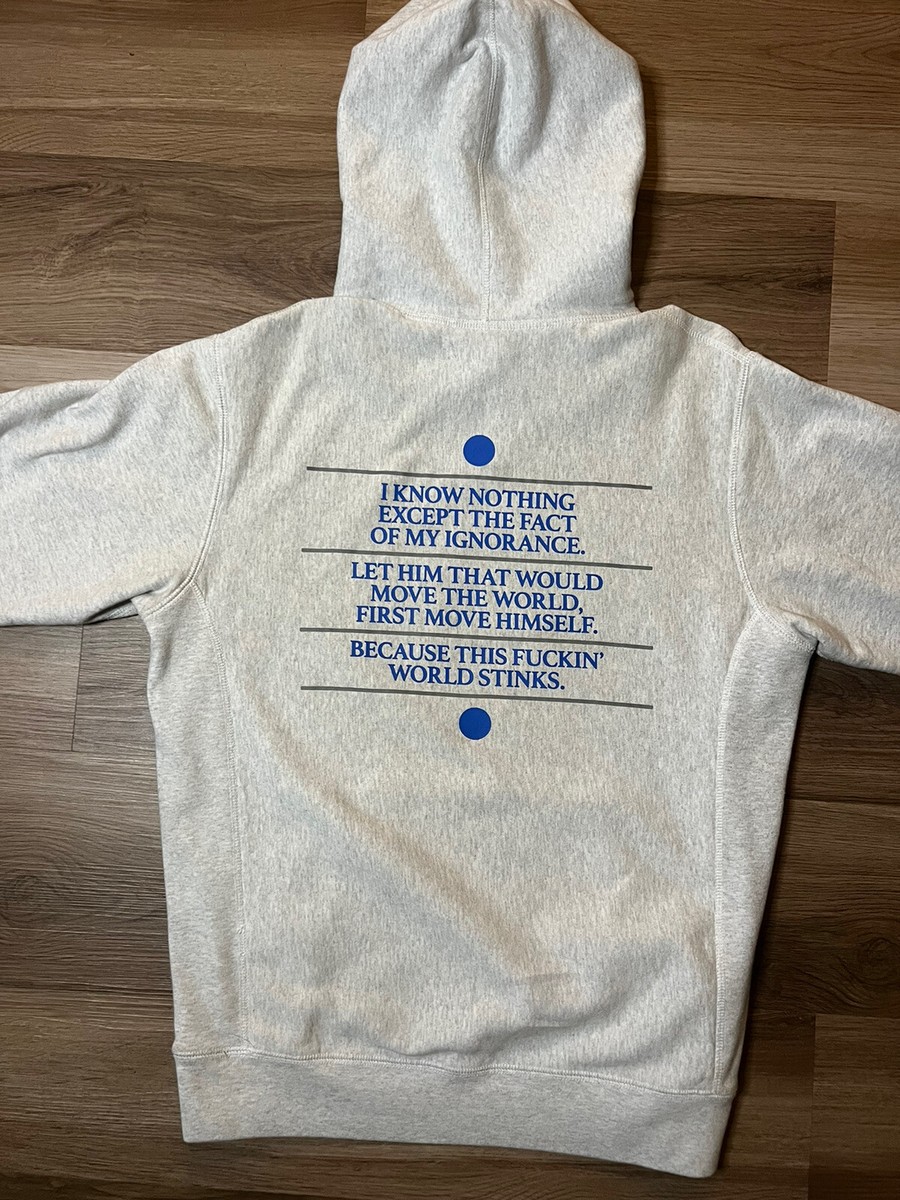 I KNOW NOTHING
EXCEPT THE FACT
OF MY IGNORANCE.
LET HIM THAT WOULD
MOVE THE WORLD,
FIRST MOVE HIMSELF.
BECAUSE THIS FUCKIN'
WORLD STINKS.